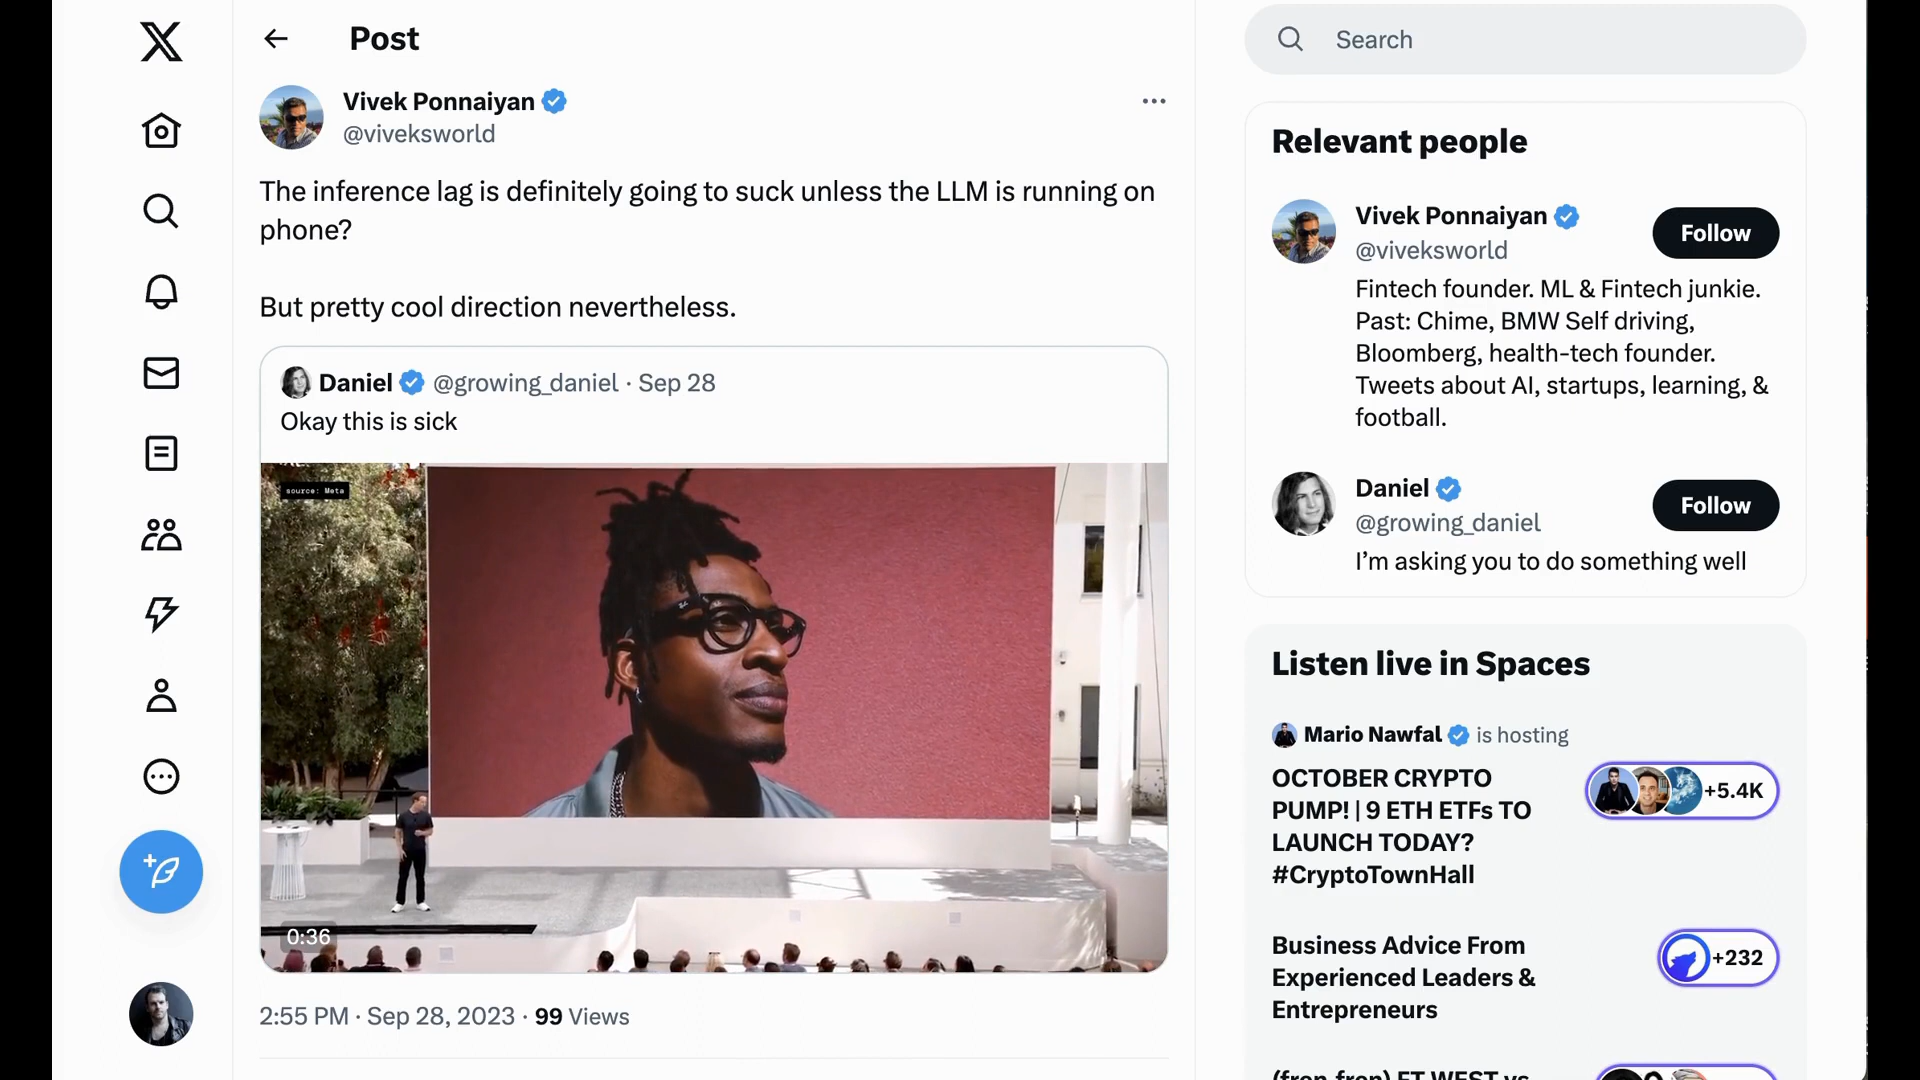 Post
Vivek Ponnaiyan
@viveksworld
The inference lag is definitely going to suck unless the LLM is running on
phone?
But pretty cool direction nevertheless.
Daniel @growing_daniel · Sep 28
Okay this is sick
source: Meta
0:36
2:55 PM · Sep 28, 2023 · 99 Views
Search
Relevant people
Vivek Ponnaiyan
@viveksworld
Follow
Fintech founder. ML & Fintech junkie.
Past: Chime, BMW Self driving,
Bloomberg, health-tech founder.
Tweets about AI, startups, learning, &
football.
Daniel
@growing_daniel
Follow
I’m asking you to do something well
Listen live in Spaces
Mario Nawfal is hosting
OCTOBER CRYPTO
PUMP! | 9 ETH ETFs TO
LAUNCH TODAY?
#CryptoTownHall
+5.4K
Business Advice From
Experienced Leaders &
Entrepreneurs
+232